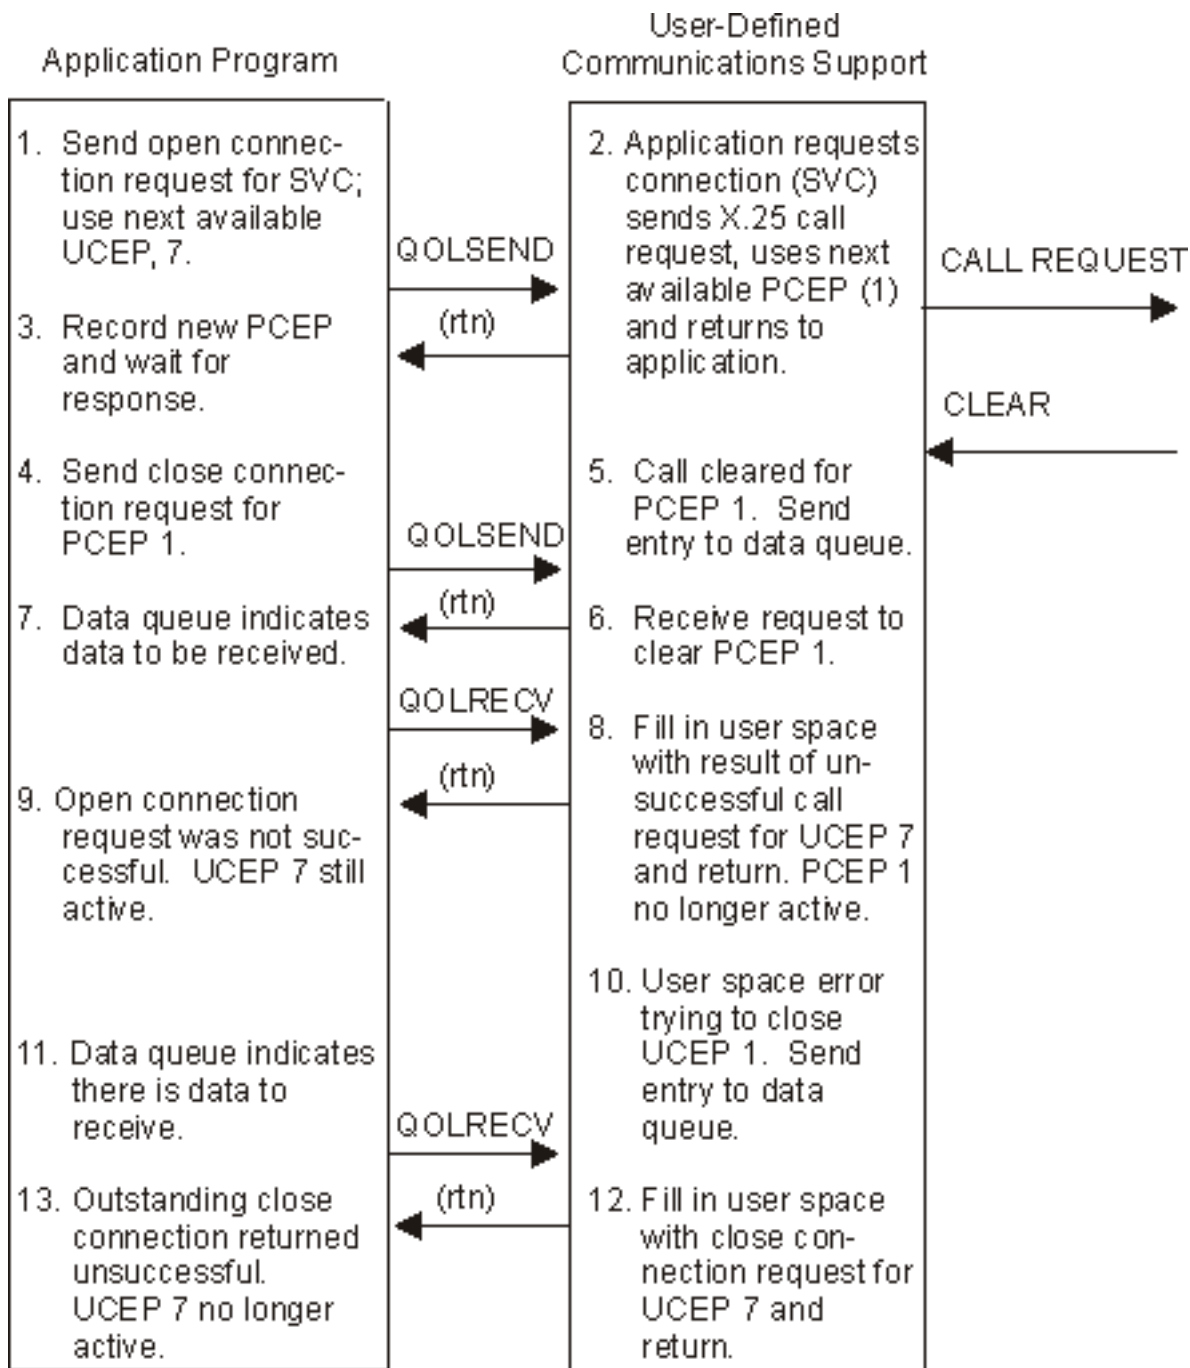 Application Program
User-Defined
Communications Support
1. Send open connec-
tion request for SVC;
use next available
UCEP, 7.
QOLSEND
2. Application requests
connection (SVC)
sends X.25 call
request, uses next
available PCEP (1)
and returns to
application.
CALL REQUEST
3. Record new PCEP
and wait for
response.
(rtn)
CLEAR
4. Send close connec-
tion request for
PCEP 1.
QOLSEND
5. Call cleared for
PCEP 1. Send
entry to data queue.
(rtn)
6. Receive request to
clear PCEP 1.
7. Data queue indicates
data to be received.
QOLRECV
8. Fill in user space
with result of un-
successful call
request for UCEP 7
and return. PCEP 1
no longer active.
(rtn)
9. Open connection
request was not suc-
cessful. UCEP 7 still
active.
10. User space error
trying to close
UCEP 1. Send
entry to data
queue.
11. Data queue indicates
there is data to
receive.
QOLRECV
(rtn)
12. Fill in user space
with close con-
nection request for
UCEP 7 and
return.
13. Outstanding close
connection returned
unsuccessful.
UCEP 7 no longer
active.